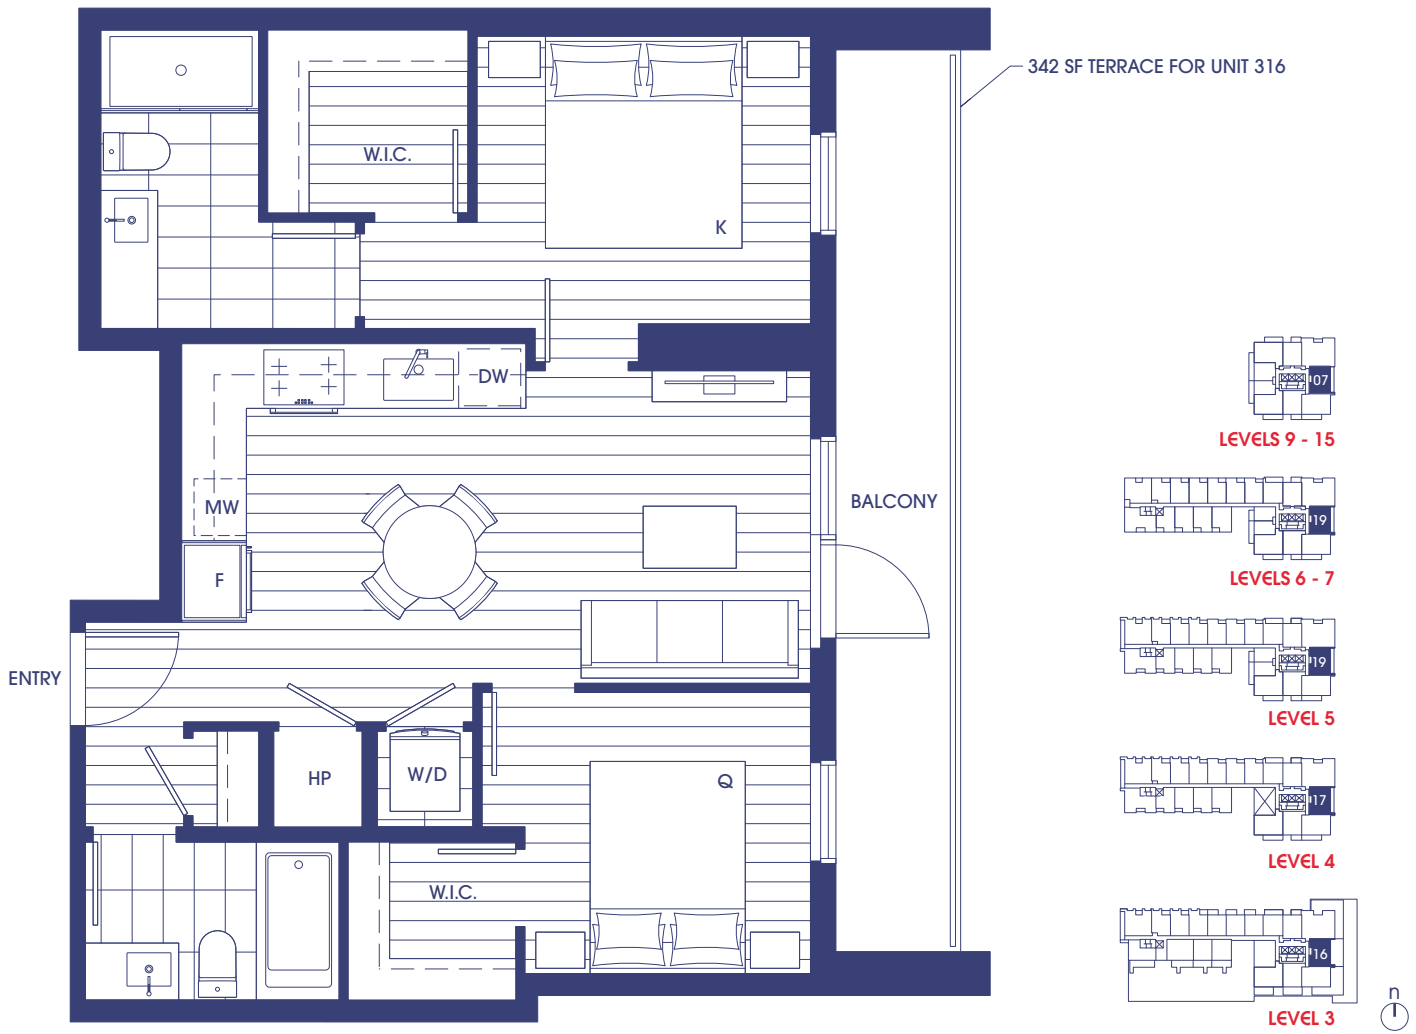 342 SF TERRACE FOR UNIT 316
W.I.C.
K
DW
MW
F
BALCONY
ENTRY
HP
W/D
Q
W.I.C.
07
LEVELS 9 - 15
19
LEVELS 6 - 7
19
LEVEL 5
17
LEVEL 4
16
LEVEL 3
n